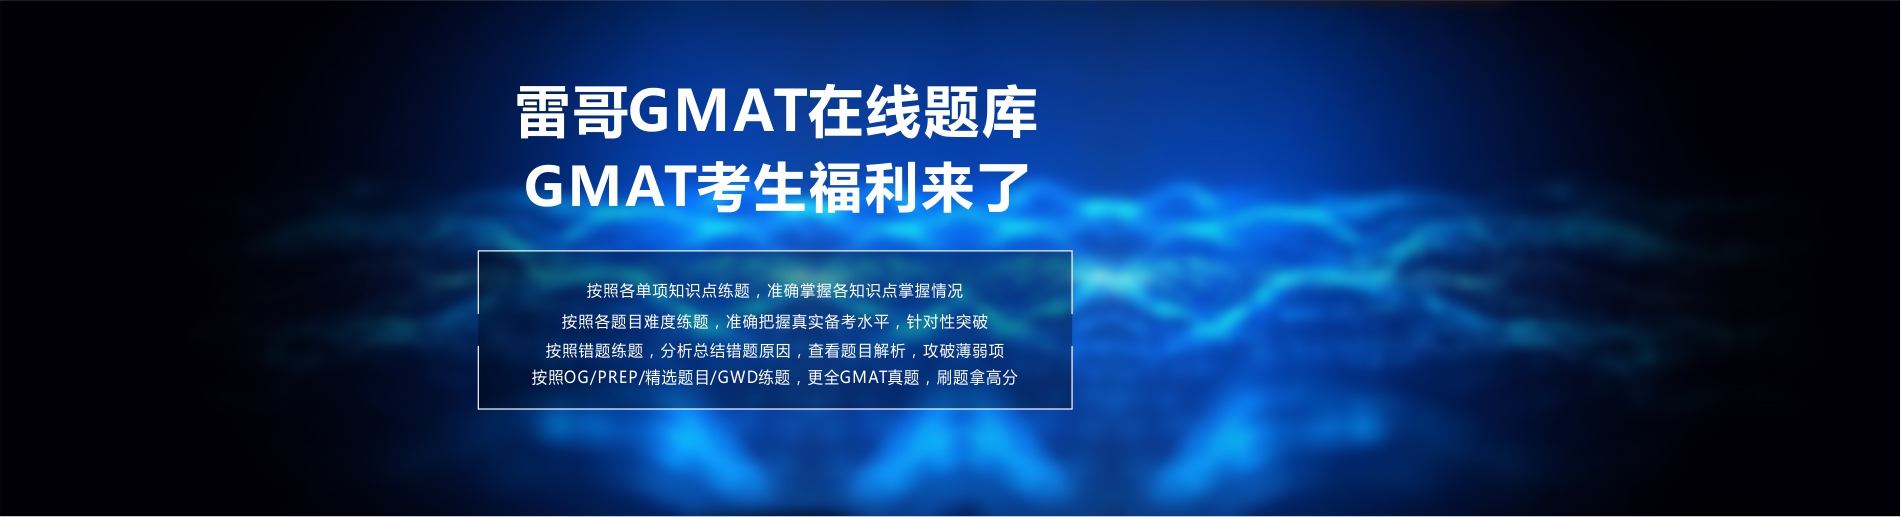 雷哥GMAT在线题库
GMAT考生福利来了
按照各单项知识点练题，准确掌握各知识点掌握情况
按照各题目难度练题，准确把握真实备考水平，针对性突破
按照错题练题，分析总结错题原因，查看题目解析，攻破薄弱项
按照OG/PREP/精选题目/GWD练题，更全GMAT真题，刷题拿高分